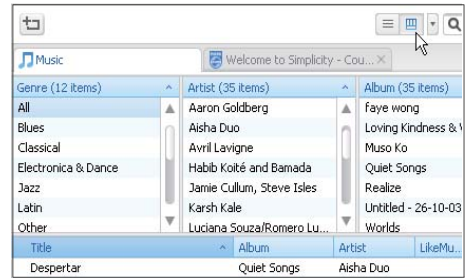 Music Welcome to Simplicity - Cou...
Genre (12 items) Artist (35 items) Album (35 items)
All Aaron Goldberg faye wong
Blues Aisha Duo Loving Kindness &
Classical Avril Lavigne Muso Ko
Electronica & Dance Habib Koité and Bamada Quiet Songs
Jazz Jamie Cullum, Steve Isles Realize
Latin Karsh Kale Untitled - 26-10-03
Other Luciana Souza/Romero Lu... Worlds
Title Album Artist LikeMu...
Despertar Quiet Songs Aisha Duo